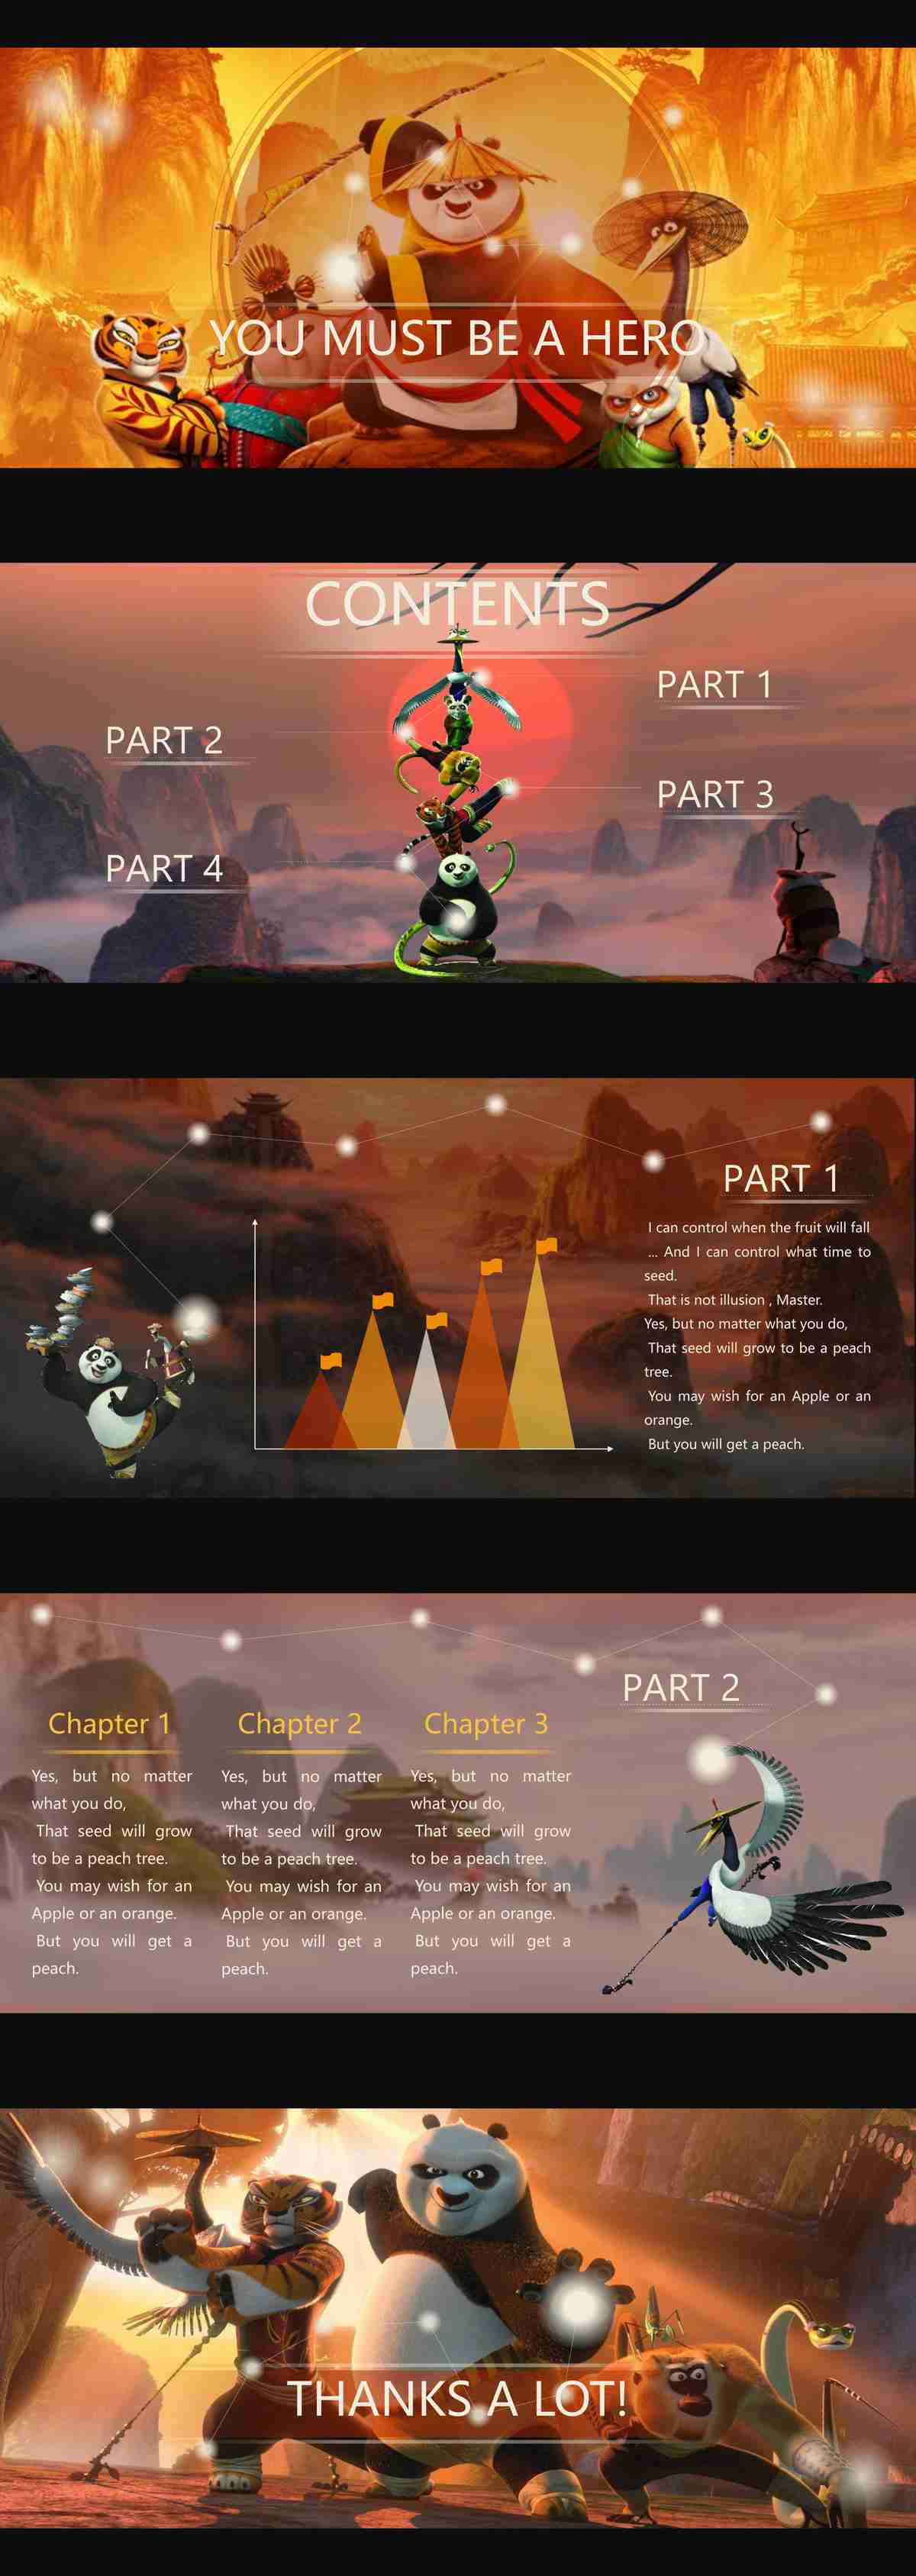 YOU MUST BE A HERO
CONTENTS
PART 1
PART 2
PART 3
PART 4
PART 1
I can control when the fruit will fall
... And I can control what time to
seed.
That is not illusion , Master.
Yes, but no matter what you do,
That seed will grow to be a peach
tree.
You may wish for an Apple or an
orange.
But you will get a peach.
PART 2
Chapter 1
Yes, but no matter
what you do,
That seed will grow
to be a peach tree.
You may wish for an
Apple or an orange.
But you will get a
peach.
Chapter 2
Yes, but no matter
what you do,
That seed will grow
to be a peach tree.
You may wish for an
Apple or an orange.
But you will get a
peach.
Chapter 3
Yes, but no matter
what you do,
That seed will grow
to be a peach tree.
You may wish for an
Apple or an orange.
But you will get a
peach.
THANKS A LOT!